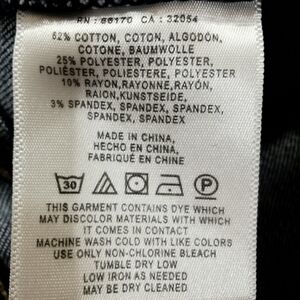 RN : 86170 CA : 32054
62% COTTON, COTON, ALGODÓN,
COTONE, BAUMWOLLE
25% POLYESTER, POLYESTER,
POLIÉSTER, POLIESTERE, POLYESTER
10% RAYON,RAYONNE,RAYÓN,
RAION,KUNSTSEIDE,
3% SPANDEX, SPANDEX, SPANDEX,
SPANDEX, SPANDEX
MADE IN CHINA,
HECHO EN CHINA,
FABRIQUÉ EN CHINE
30 P
THIS GARMENT CONTAINS DYE WHICH
MAY DISCOLOR MATERIALS WITH WHICH
IT COMES IN CONTACT
MACHINE WASH COLD WITH LIKE COLORS
USE ONLY NON-CHLORINE BLEACH
TUMBLE DRY LOW
LOW IRON AS NEEDED
MAY BE DRY CLEANED